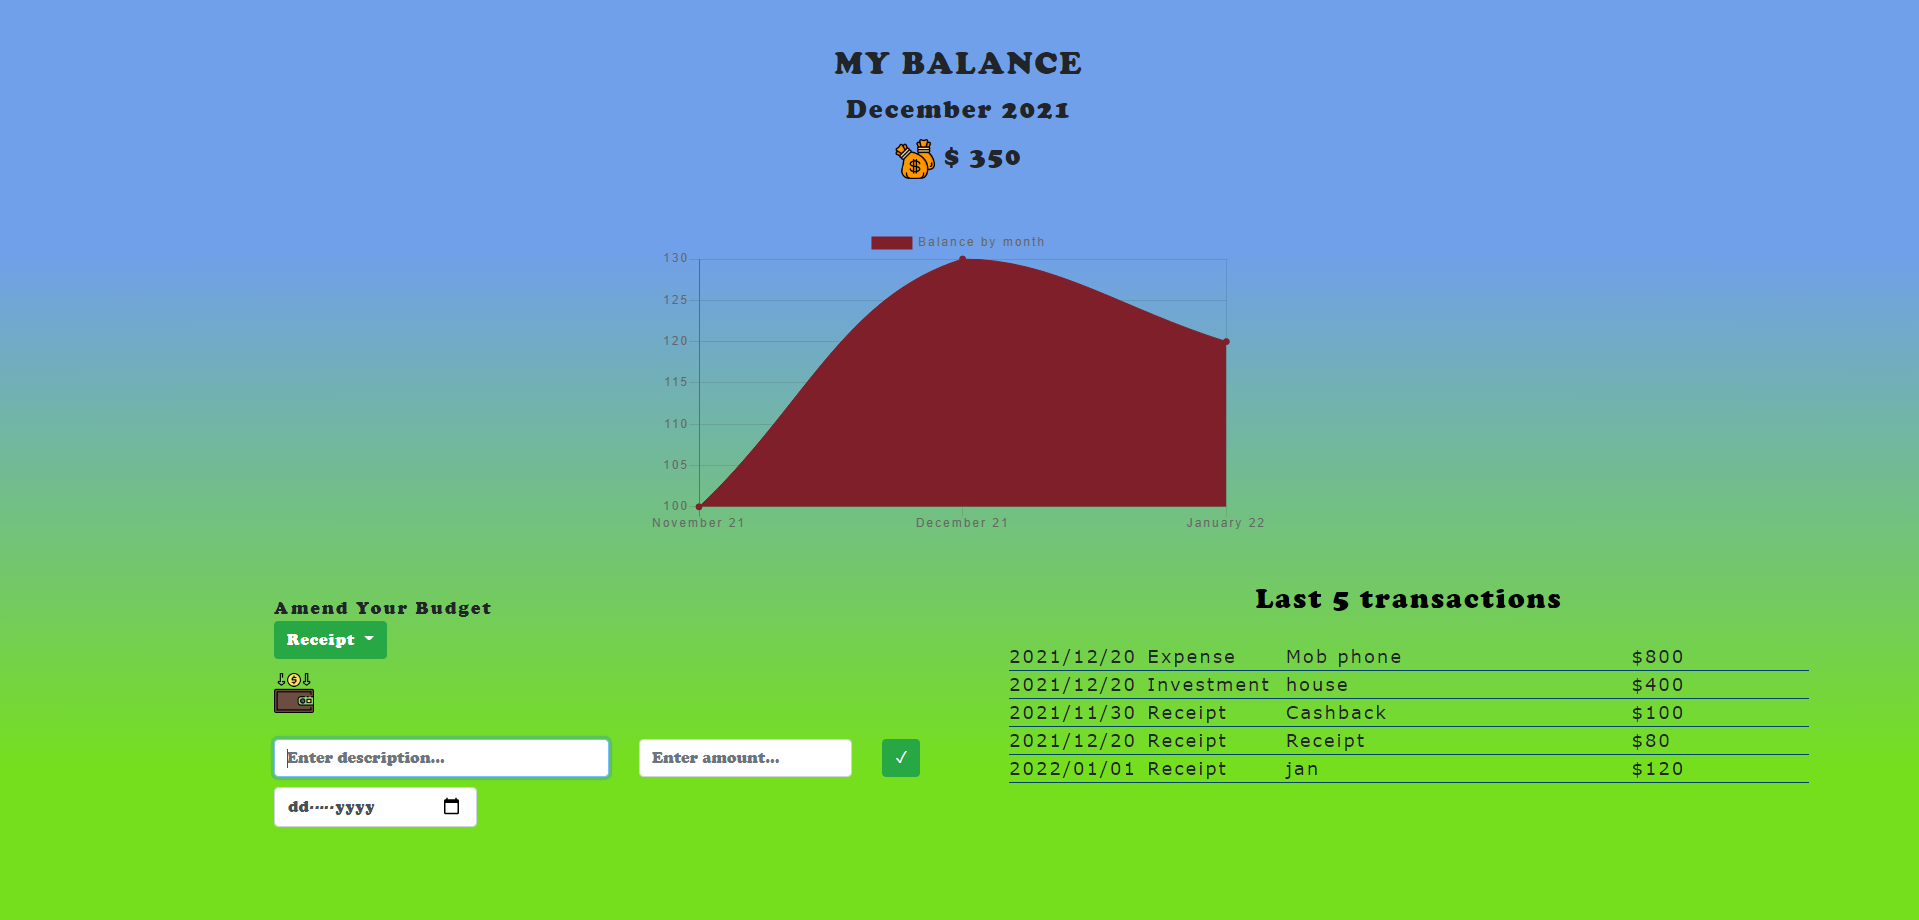 MY BALANCE
December 2021
$ 350
Balance by month
130
125
120
115
110
105
100
November 21 December 21 January 22
Amend Your Budget
Receipt
Enter description...
Enter amount...
✓
dd-----yyyy
Last 5 transactions
2021/12/20 Expense Mob phone $800
2021/12/20 Investment house $400
2021/11/30 Receipt Cashback $100
2021/12/20 Receipt Receipt $80
2022/01/01 Receipt jan $120